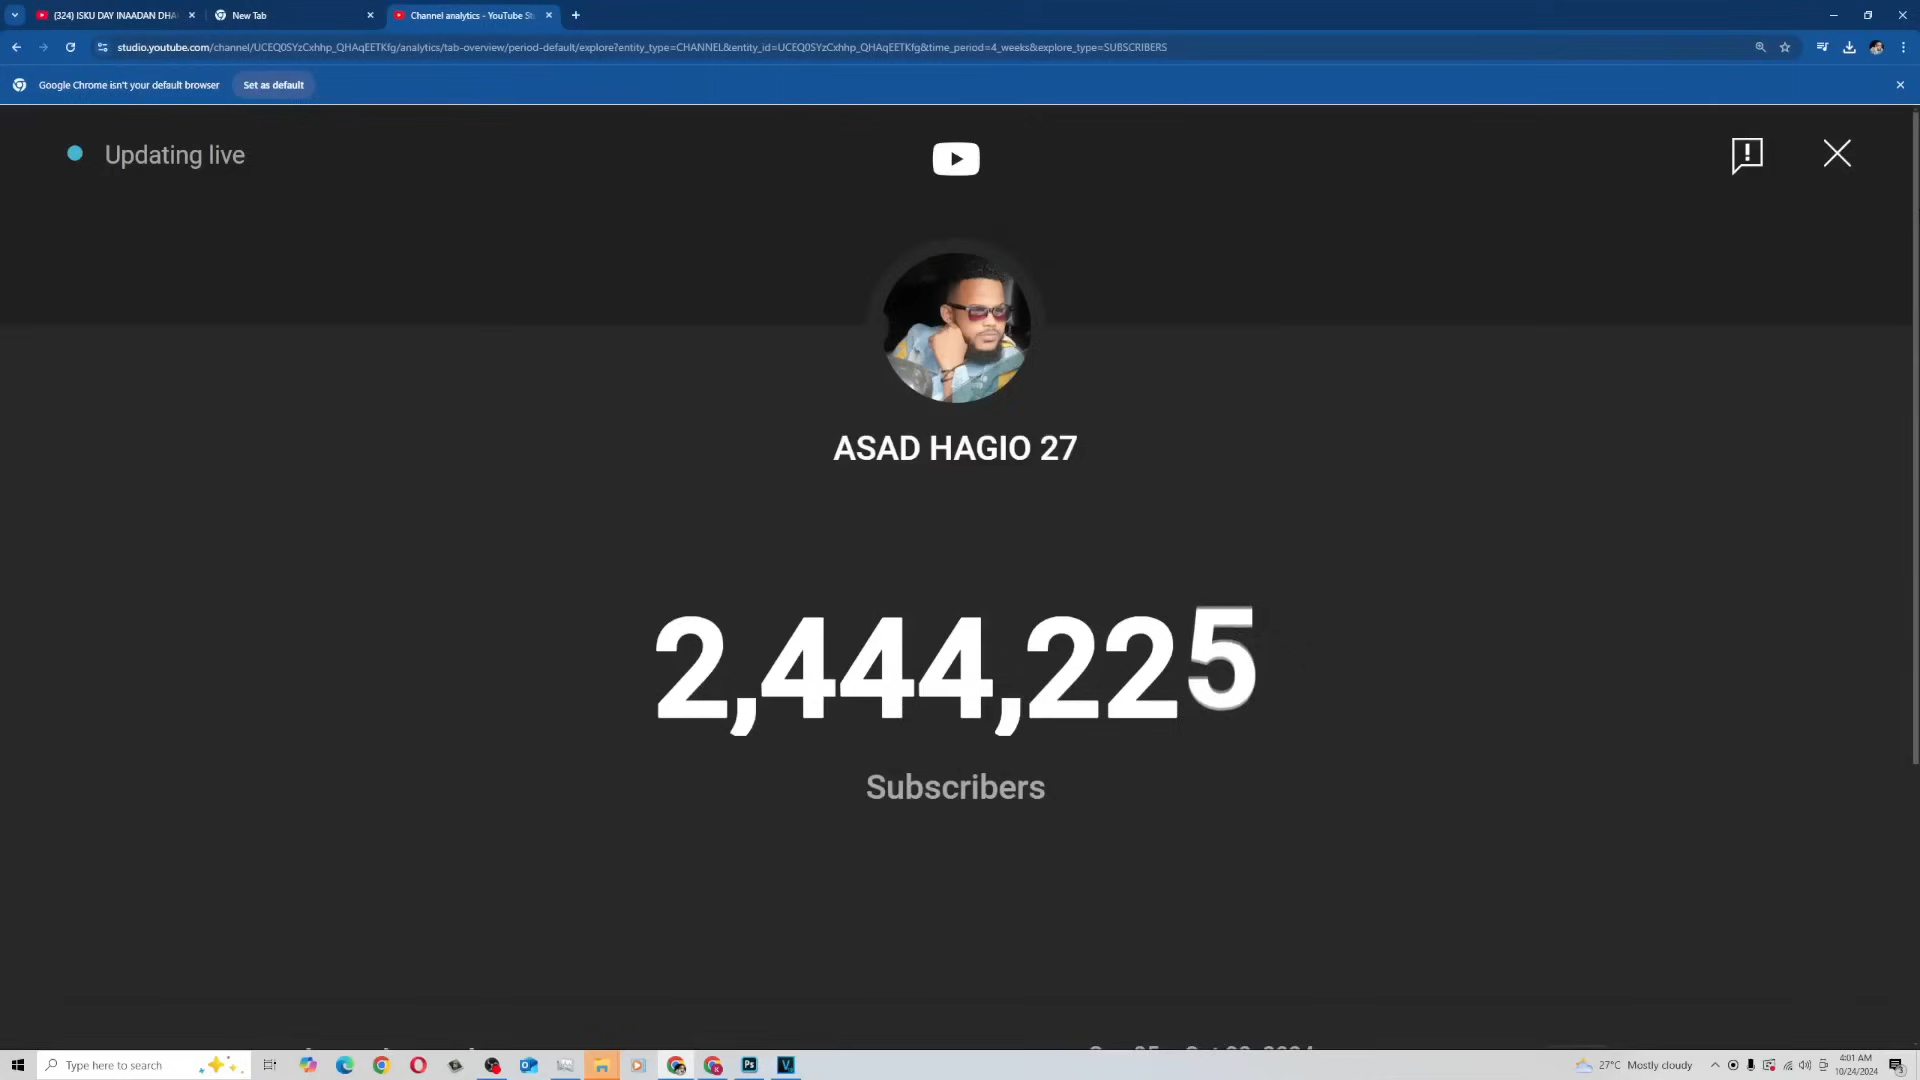 (324) ISKU DAY INAADAN DHA
New Tab
Channel analytics - YouTube St
studio.youtube.com/channel/UCEQ0SYzCxhhp_QHAqEETKfg/analytics/tab-overview/period-default/explore?entity_type=CHANNEL&entity_id=UCEQ0SYzCxhhp_QHAqEETKfg&time_period=4_weeks&explore_type=SUBSCRIBERS
Google Chrome isn't your default browser
Set as default
Updating live
ASAD HAGIO 27
2,444,225
Subscribers
Type here to search
27°C Mostly cloudy
4:01 AM
10/24/2024